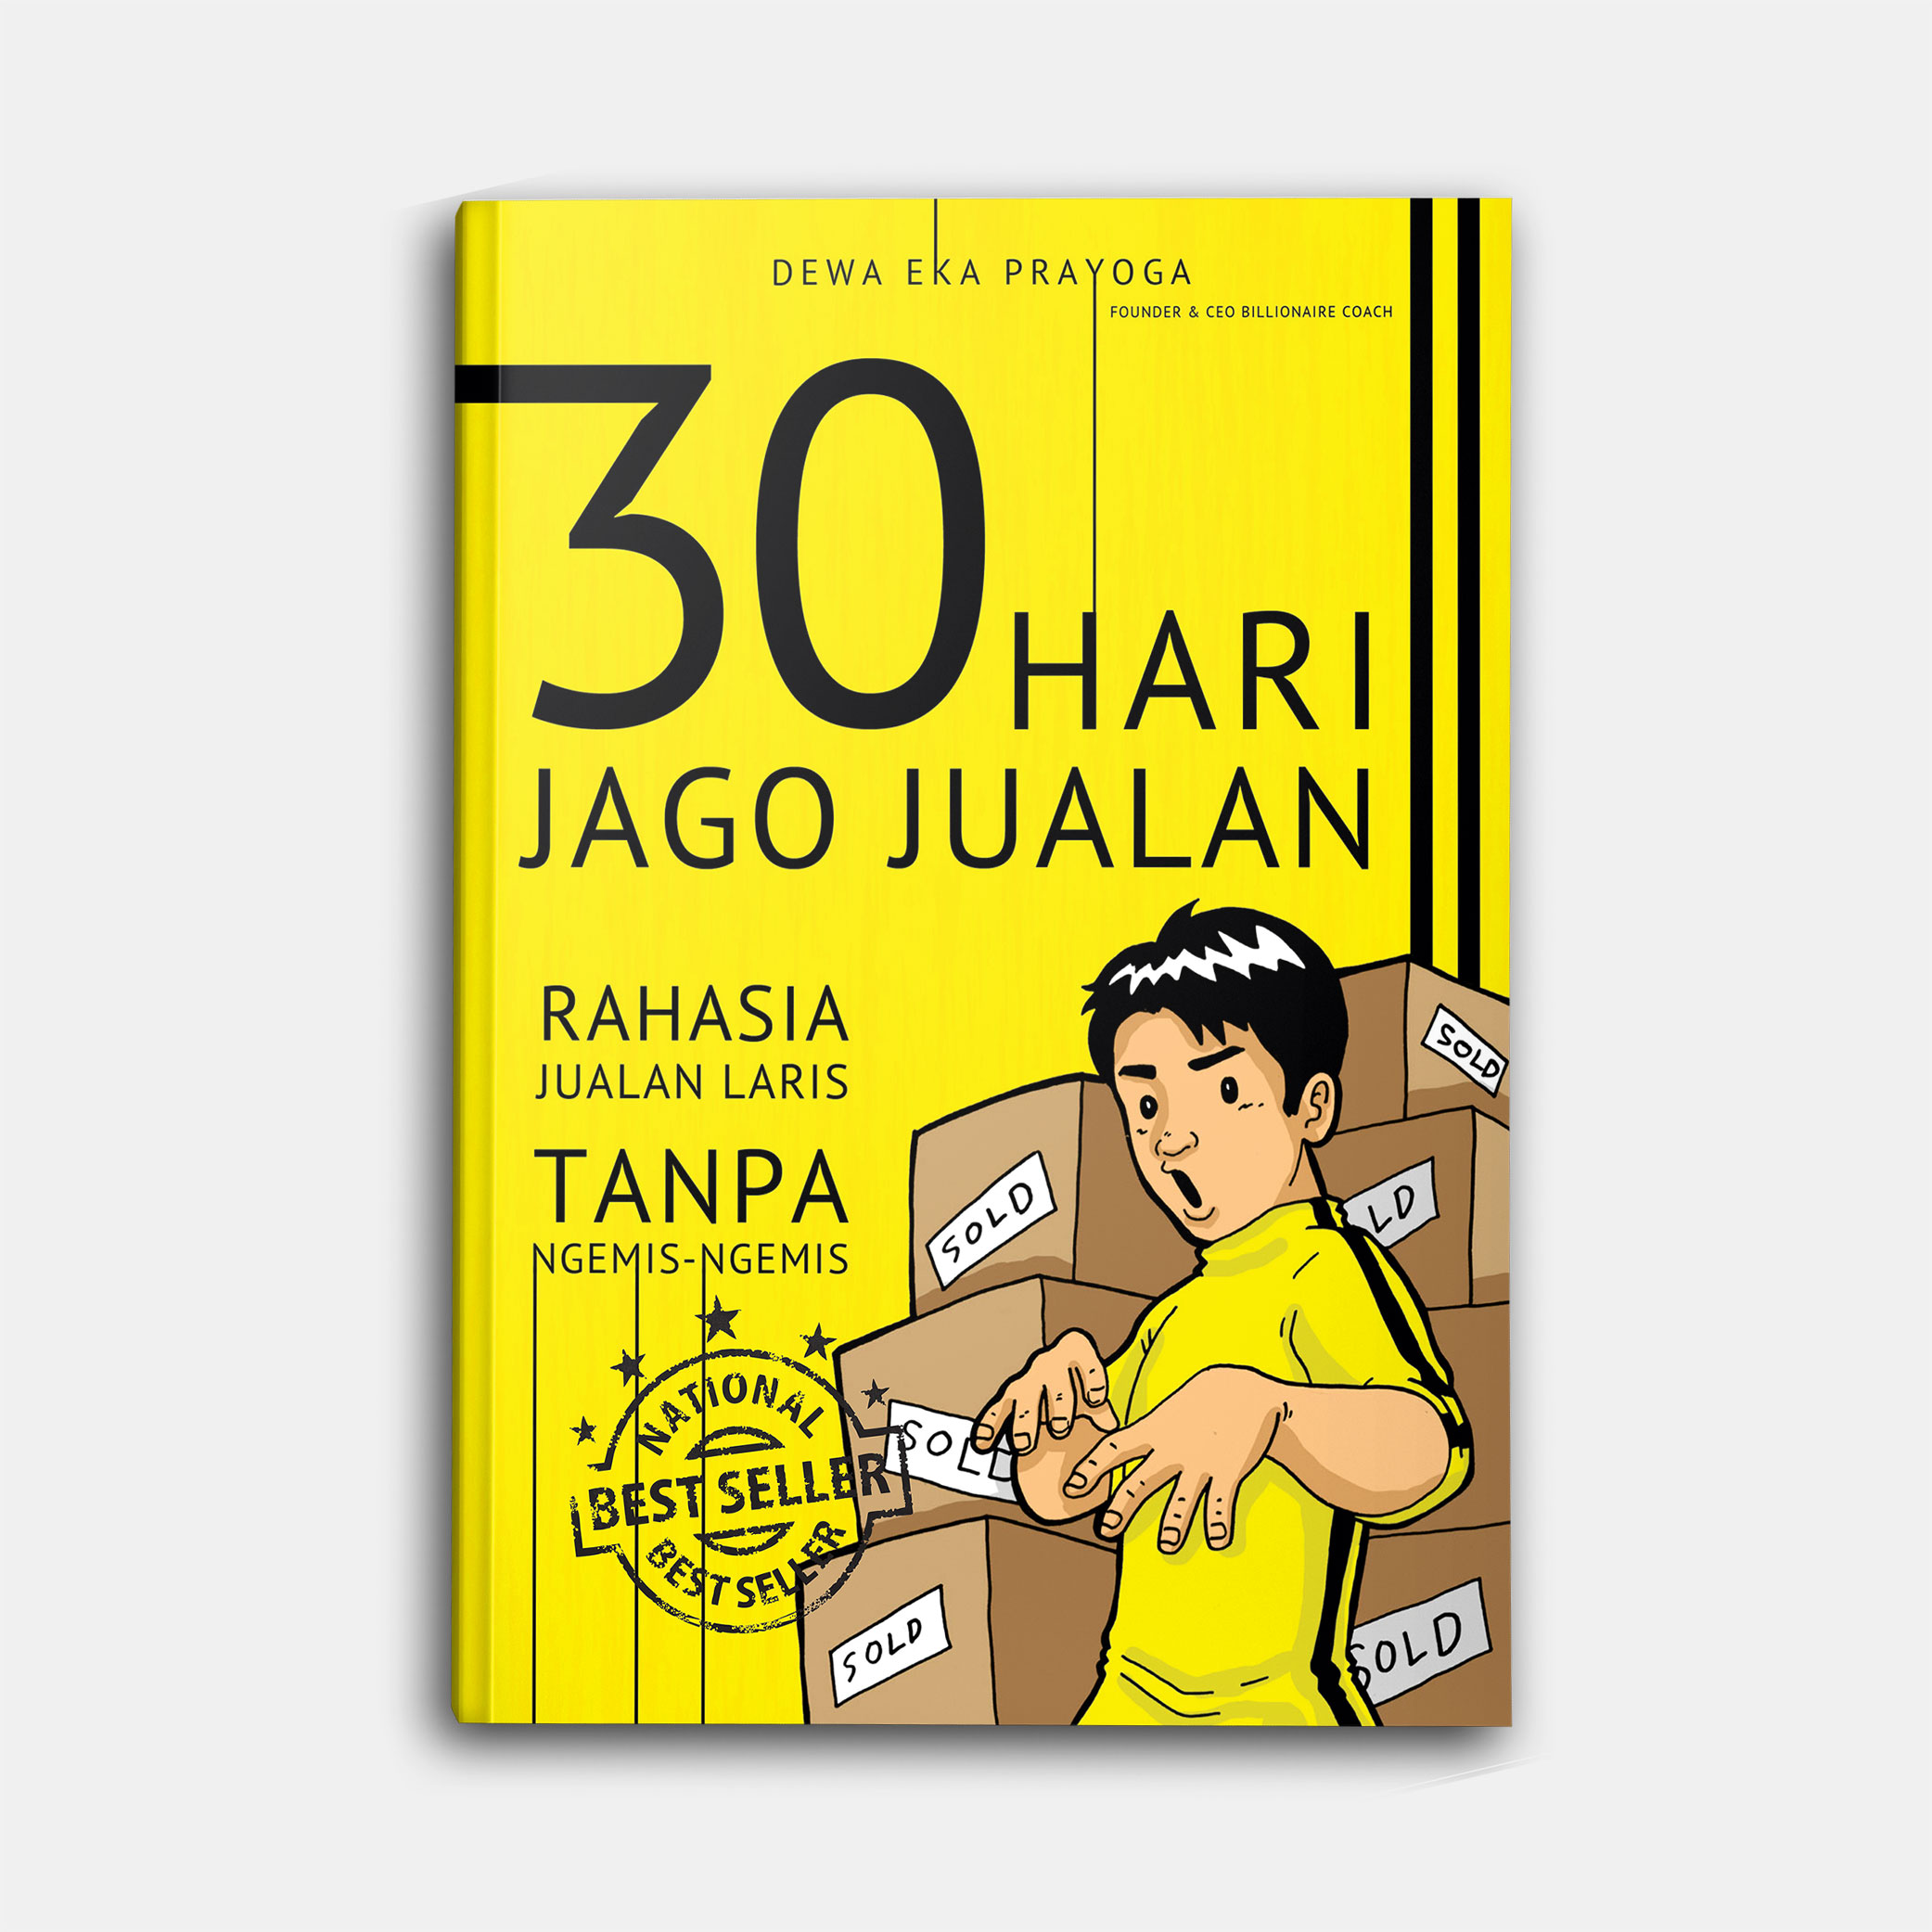 DEWA EKA PRAYOGA
FOUNDER & CEO BILLIONAIRE COACH
30 HARI
JAGO JUALAN
RAHASIA
JUALAN LARIS
TANPA
NGEMIS-NGEMIS
NATIONAL
BEST SELLER
BEST SELLER
SOLD
SOLD
LD
SOLD
SOLD
SOLD